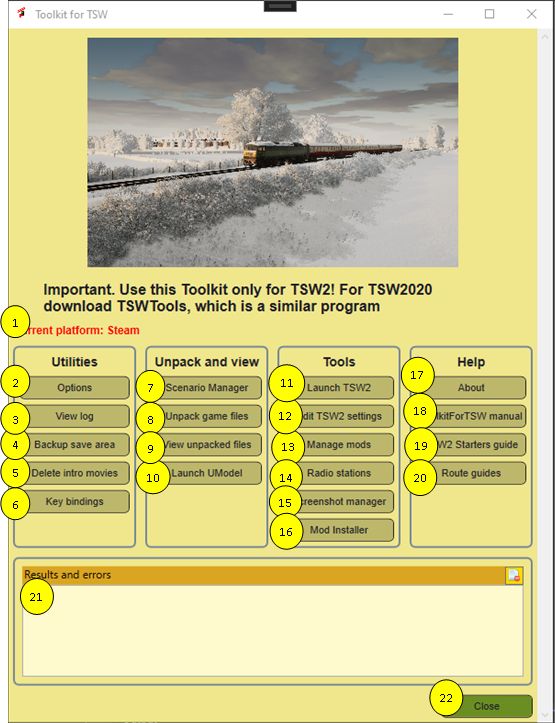 Toolkit for TSW
Important. Use this Toolkit only for TSW2! For TSW2020
download TSWTools, which is a similar program
1 rrent platform: Steam
Utilities
2 Options
3 View log
4 Backup save area
5 Delete intro movies
6 Key bindings
Unpack and view
7 Scenario Manager
8 Unpack game files
9 View unpacked files
10 Launch UModel
Tools
11 Launch TSW2
12 dit TSW2 settings
13 Manage mods
14 Radio stations
15 creenshot manager
16 Mod Installer
Help
17 About
18 lkitForTSW manual
19 W2 Starters guide
20 Route guides
Results and errors
21
22 Close